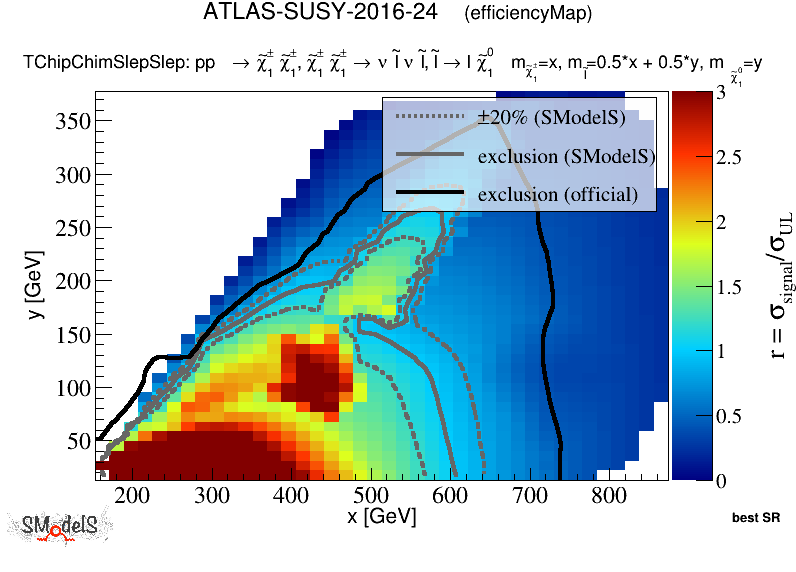 ATLAS-SUSY-2016-24 (efficiencyMap)
TChipChimSlepSlep: pp → χ̃₁± χ̃₁±, χ̃₁± χ̃₁± → ν l̃ ν l̃, l̃ → l χ̃₁⁰ m_χ̃₁±=x, m_l̃=0.5*x + 0.5*y, m_χ̃₁⁰=y
±20% (SModelS)
exclusion (SModelS)
exclusion (official)
y [GeV]
350
300
250
200
150
100
50
200 300 400 500 600 700 800
x [GeV]
3
2.5
2
1.5
1
0.5
0
r = σ_signal/σ_UL
SModelS
best SR